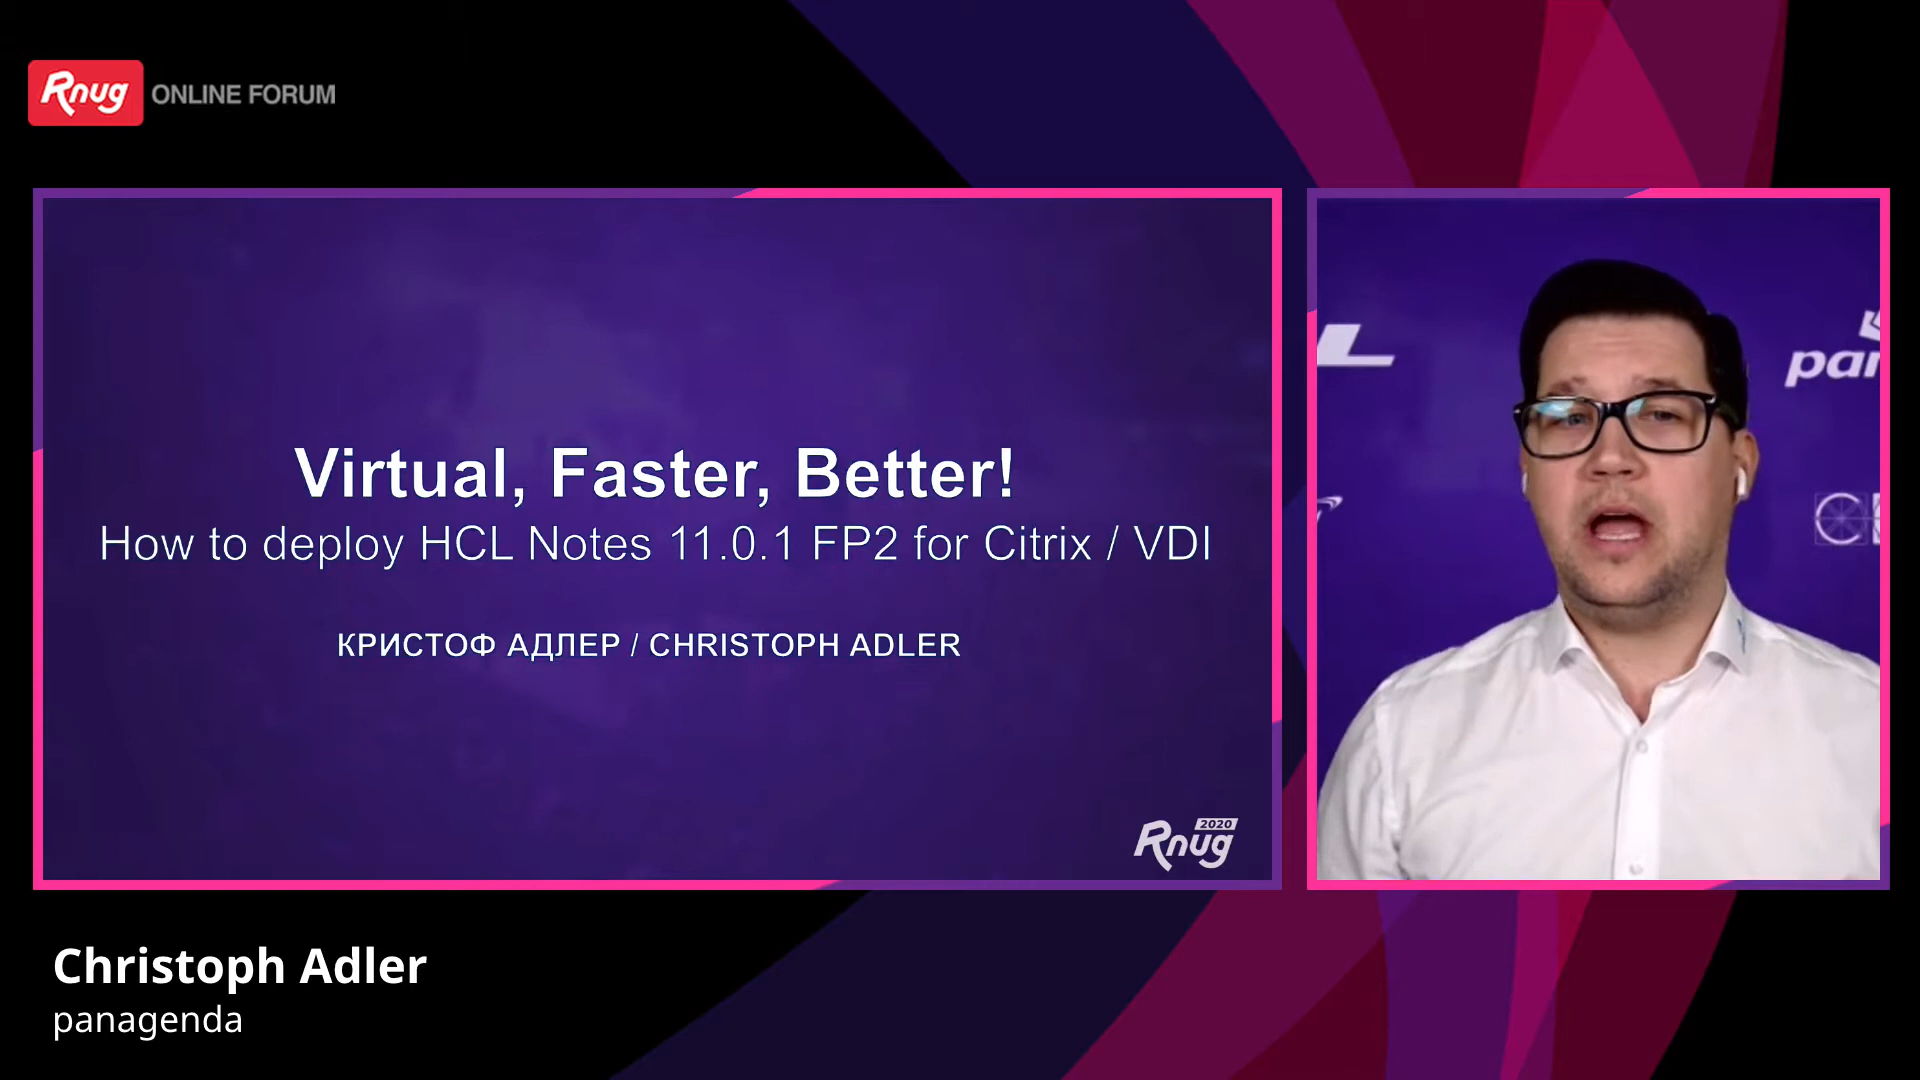 Rnug ONLINE FORUM
Virtual, Faster, Better!
How to deploy HCL Notes 11.0.1 FP2 for Citrix / VDI
КРИСТОФ АДЛЕР / CHRISTOPH ADLER
2020
Rnug
Christoph Adler
panagenda